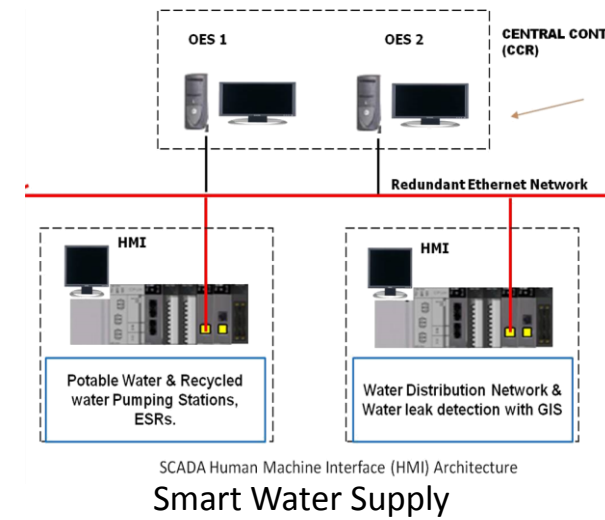 OES 1
OES 2
CENTRAL CONT
(CCR)
Redundant Ethernet Network
HMI
HMI
Potable Water & Recycled
water Pumping Stations,
ESRs.
Water Distribution Network &
Water leak detection with GIS
SCADA Human Machine Interface (HMI) Architecture
Smart Water Supply